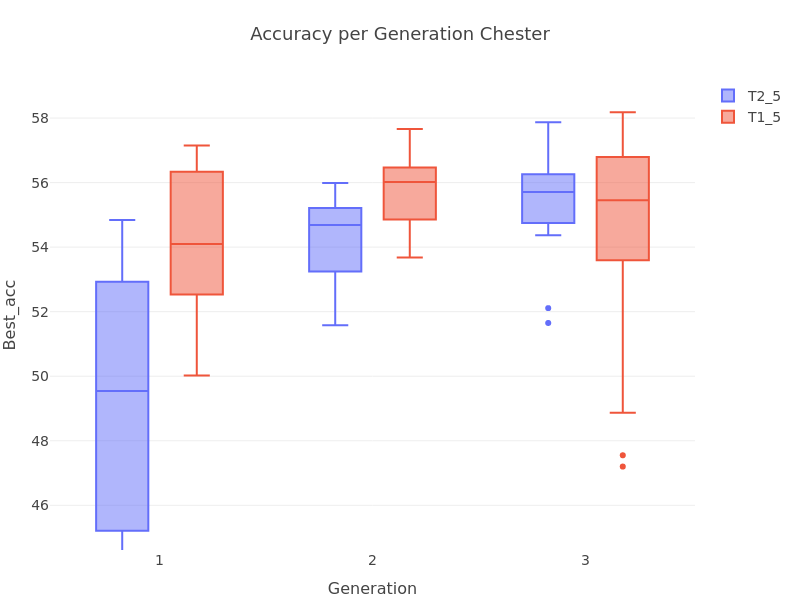 Accuracy per Generation Chester
T2_5
T1_5
58
56
54
52
50
48
46
Best_acc
1
2
3
Generation